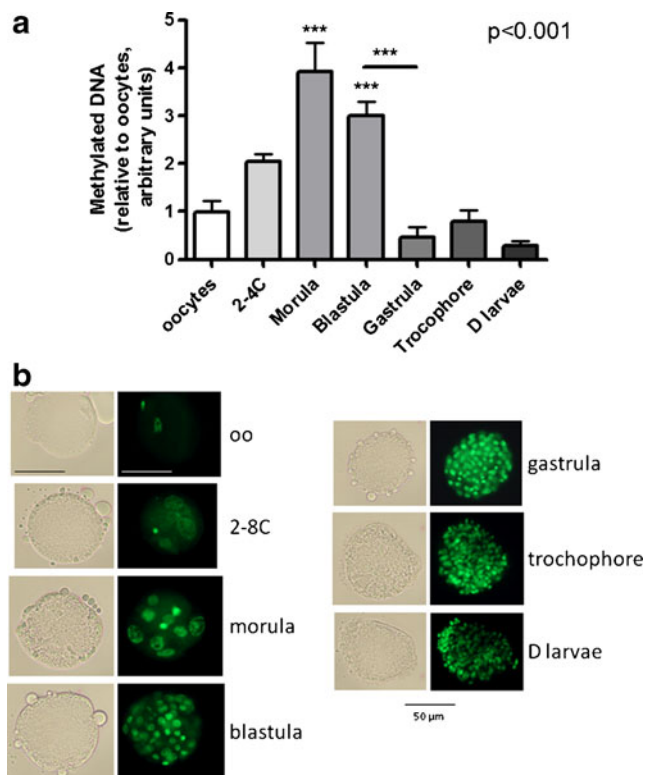 a
Methylated DNA
(relative to oocytes,
arbitrary units)
5
4
3
2
1
0
***
***
***
p<0.001
oocytes
2-4C
Morula
Blastula
Gastrula
Trocophore
D larvae
b
oo
2-8C
morula
blastula
gastrula
trochophore
D larvae
50 µm